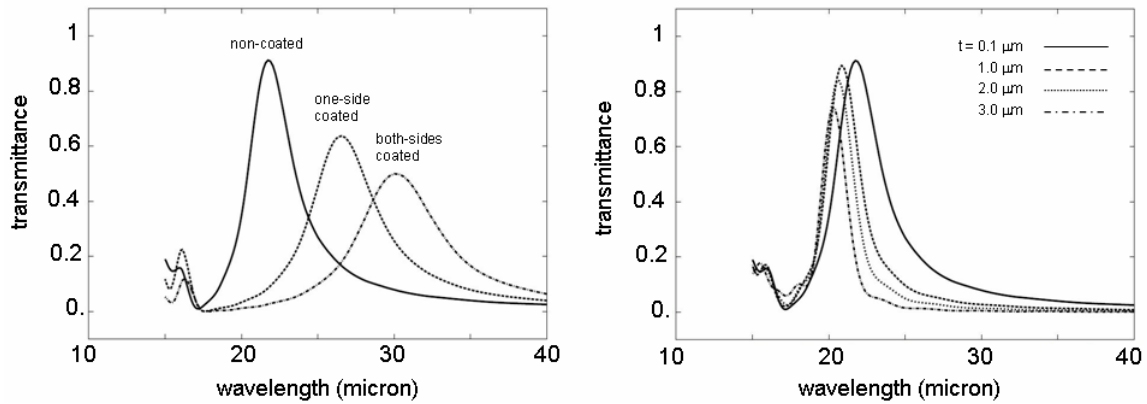 1
0.8
0.6
0.4
0.2
0.
10
20
30
40
transmittance
wavelength (micron)
non-coated
one-side
coated
both-sides
coated
1
0.8
0.6
0.4
0.2
0.
10
20
30
40
transmittance
wavelength (micron)
t = 0.1 μm
1.0 μm
2.0 μm
3.0 μm